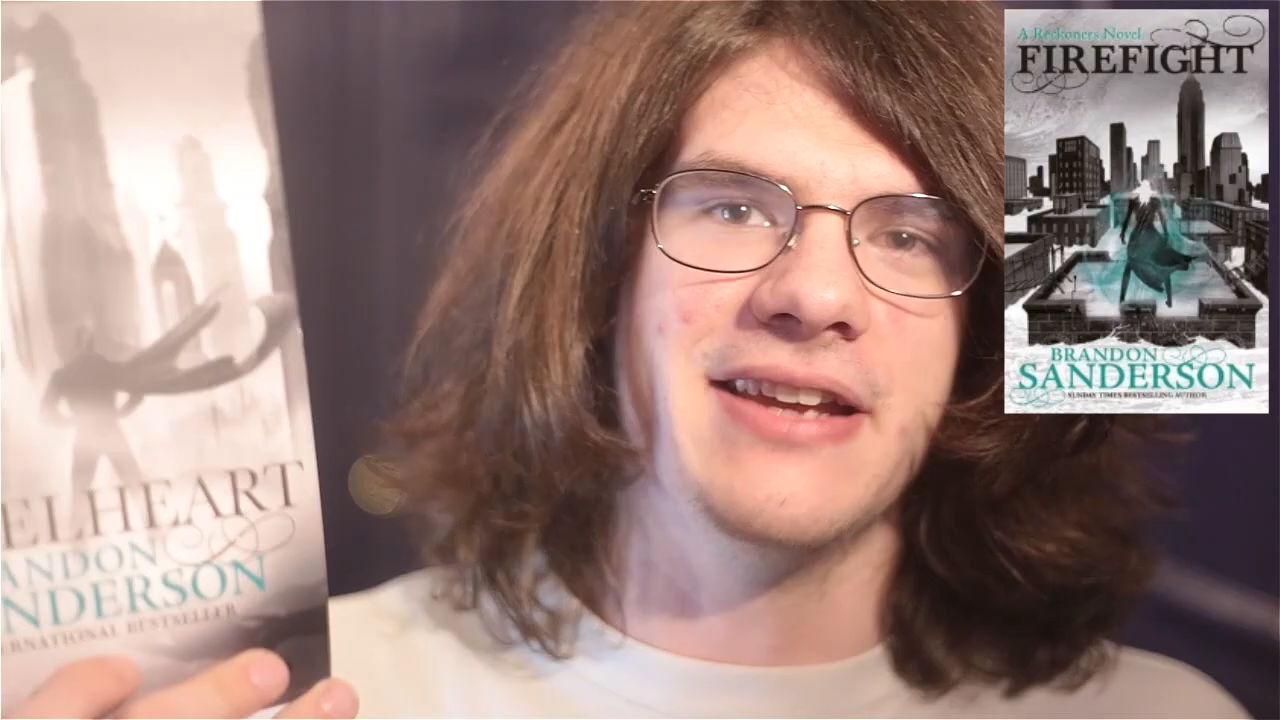 ELHEART
ANDON
NDERSON
RNATIONAL BESTSELLER
A Reckoners Novel
FIREFIGHT
BRANDON
SANDERSON
SUNDAY TIMES BESTSELLING AUTHOR